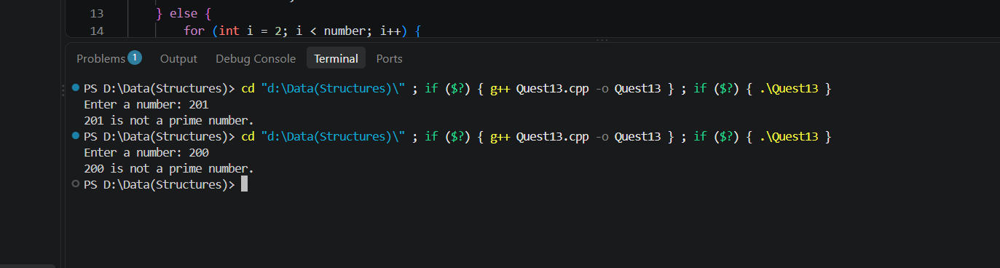 13 } else {
14 for (int i = 2; i < number; i++) {
Problems 1 Output Debug Console Terminal Ports
PS D:\Data(Structures)> cd "d:\Data(Structures)\" ; if ($?) { g++ Quest13.cpp -o Quest13 } ; if ($?) { .\Quest13 }
Enter a number: 201
201 is not a prime number.
PS D:\Data(Structures)> cd "d:\Data(Structures)\" ; if ($?) { g++ Quest13.cpp -o Quest13 } ; if ($?) { .\Quest13 }
Enter a number: 200
200 is not a prime number.
PS D:\Data(Structures)>